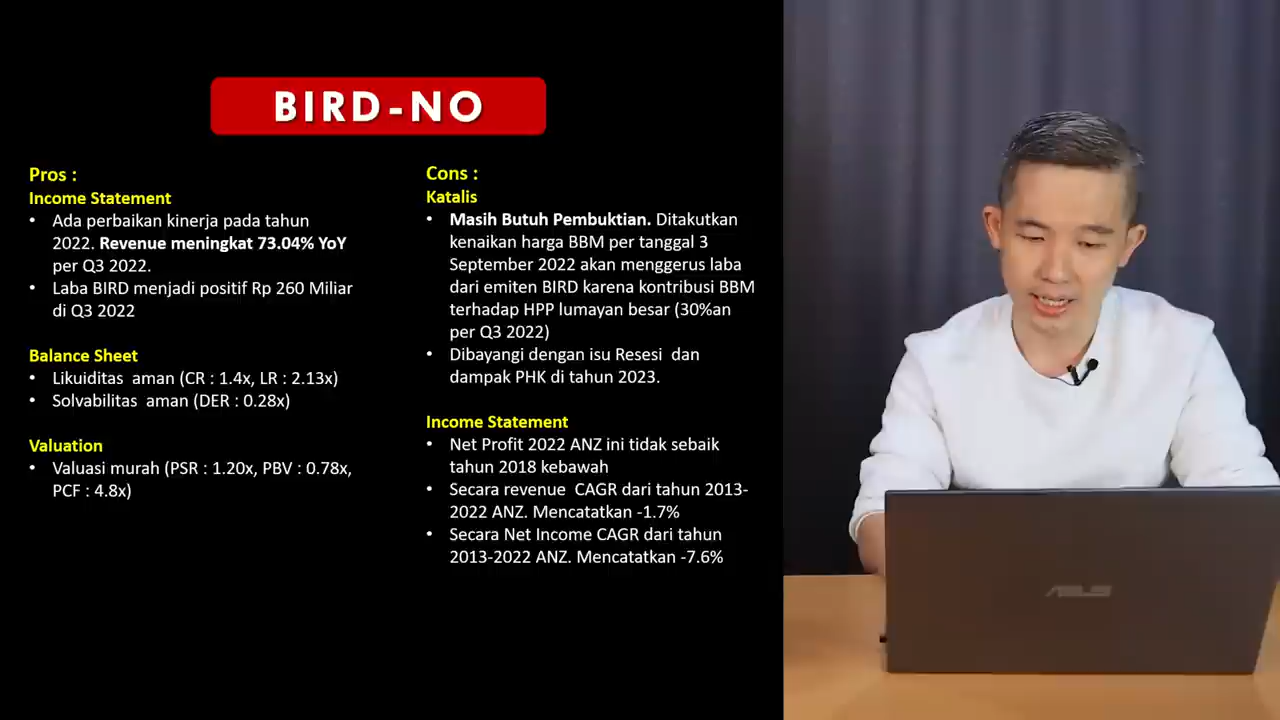 BIRD-NO
Pros :
Income Statement
• Ada perbaikan kinerja pada tahun
2022. Revenue meningkat 73.04% YoY
per Q3 2022.
• Laba BIRD menjadi positif Rp 260 Miliar
di Q3 2022
Balance Sheet
• Likuiditas aman (CR : 1.4x, LR : 2.13x)
• Solvabilitas aman (DER : 0.28x)
Valuation
• Valuasi murah (PSR : 1.20x, PBV : 0.78x,
PCF : 4.8x)
Cons :
Katalis
• Masih Butuh Pembuktian. Ditakutkan
kenaikan harga BBM per tanggal 3
September 2022 akan menggerus laba
dari emiten BIRD karena kontribusi BBM
terhadap HPP lumayan besar (30%an
per Q3 2022)
• Dibayangi dengan isu Resesi dan
dampak PHK di tahun 2023.
Income Statement
• Net Profit 2022 ANZ ini tidak sebaik
tahun 2018 kebawah
• Secara revenue CAGR dari tahun 2013-
2022 ANZ. Mencatatkan -1.7%
• Secara Net Income CAGR dari tahun
2013-2022 ANZ. Mencatatkan -7.6%
ASUS